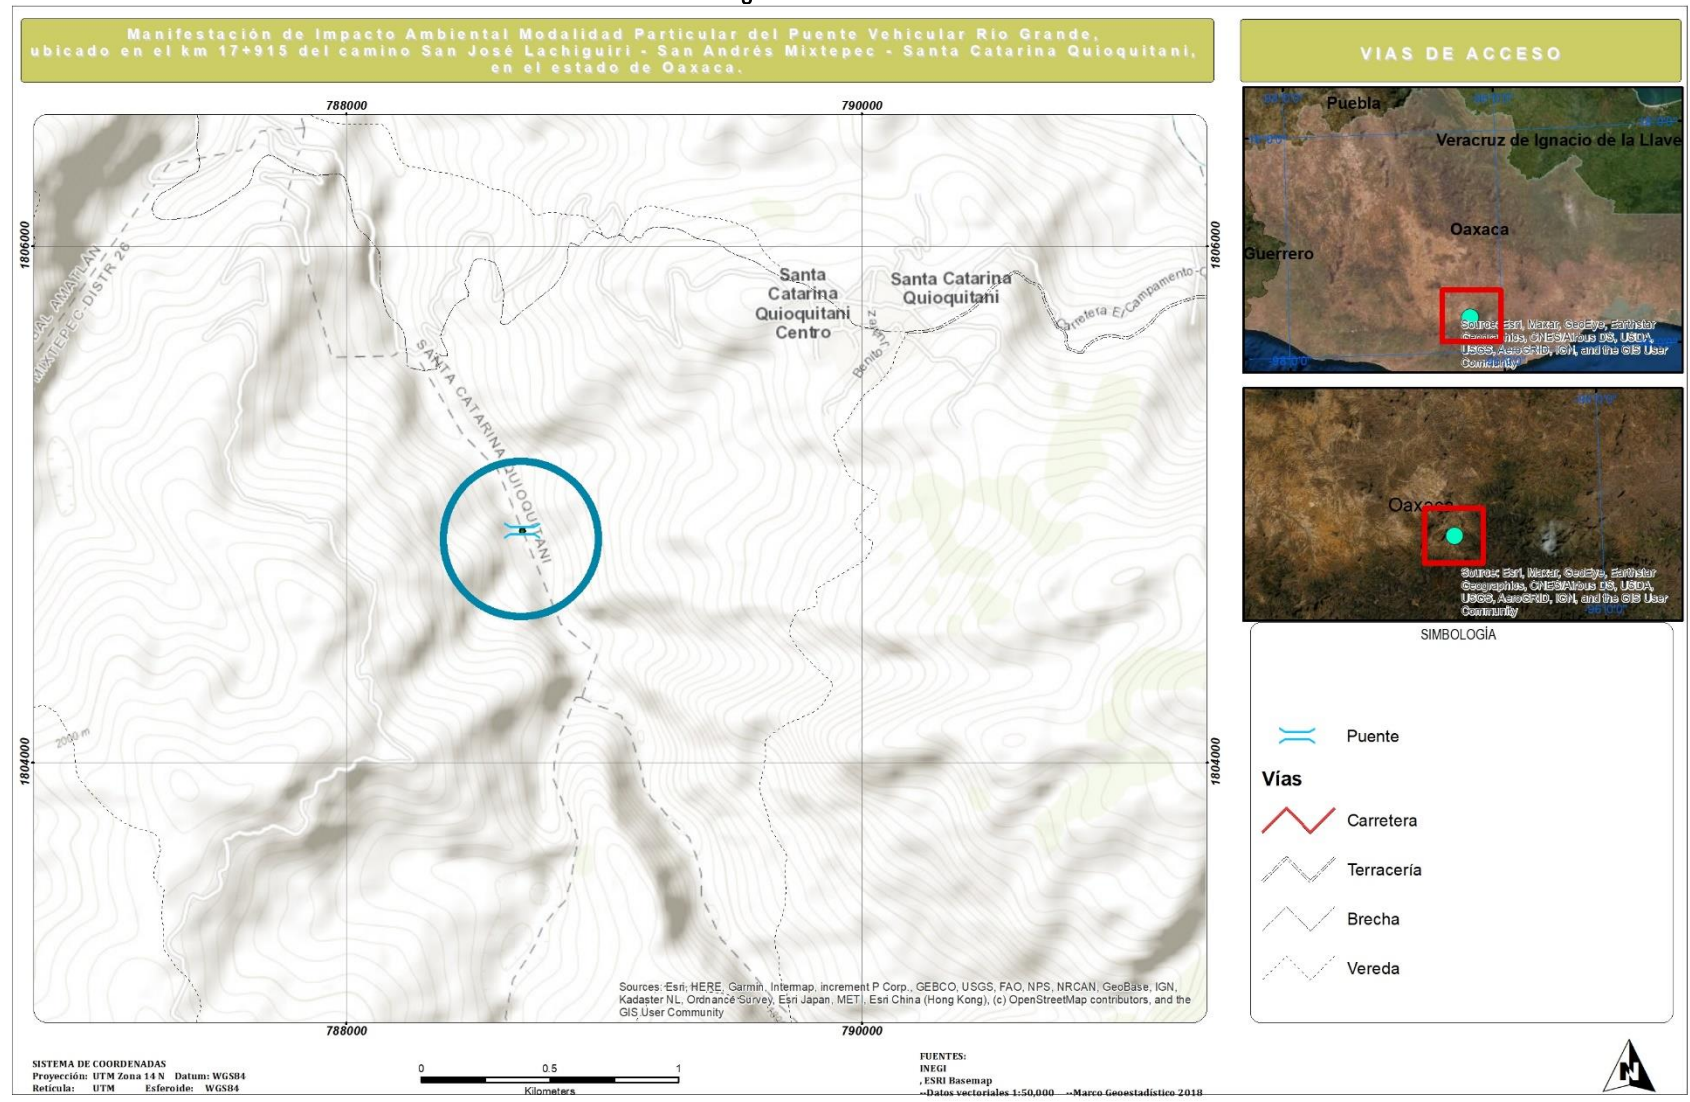 Manifestación de Impacto Ambiental Modalidad Particular del Puente Vehicular Rio Grande,
ubicado en el km 17+915 del camino San José Lachiguiri - San Andrés Mixtepec - Santa Catarina Quioquitani,
en el estado de Oaxaca.
VIAS DE ACCESO
788000
790000
1806000
1806000
MIXTEPEC-DISTR 26
Santa
Catarina
Quioquitani
Centro
Santa Catarina
Quioquitani
Carretera El Campamento-
Benito Juarez
SANTA CATARINA QUIOQUITANI
2000 m
1804000
1804000
Sources: Esri, HERE, Garmin, Intermap, increment P Corp., GEBCO, USGS, FAO, NPS, NRCAN, GeoBase, IGN,
Kadaster NL, Ordnance Survey, Esri Japan, METI, Esri China (Hong Kong), (c) OpenStreetMap contributors, and the
GIS User Community
788000
790000
Puebla
Veracruz de Ignacio de la Llave
Oaxaca
Guerrero
Source: Esri, Maxar, GeoEye, Earthstar
Geographics, CNES/Airbus DS, USDA,
USGS, AeroGRID, IGN, and the GIS User
Community
Oaxaca
Source: Esri, Maxar, GeoEye, Earthstar
Geographics, CNES/Airbus DS, USDA,
USGS, AeroGRID, IGN, and the GIS User
Community
SIMBOLOGÍA
Puente
Vías
Carretera
Terracería
Brecha
Vereda
SISTEMA DE COORDENADAS
Proyección: UTM Zona 14 N Datum: WGS84
Retícula: UTM Esferoide: WGS84
0 0.5 1
Kilometers
FUENTES:
INEGI
, ESRI Basemap
--Datos vectoriales 1:50,000 --Marco Geoestadístico 2018
N